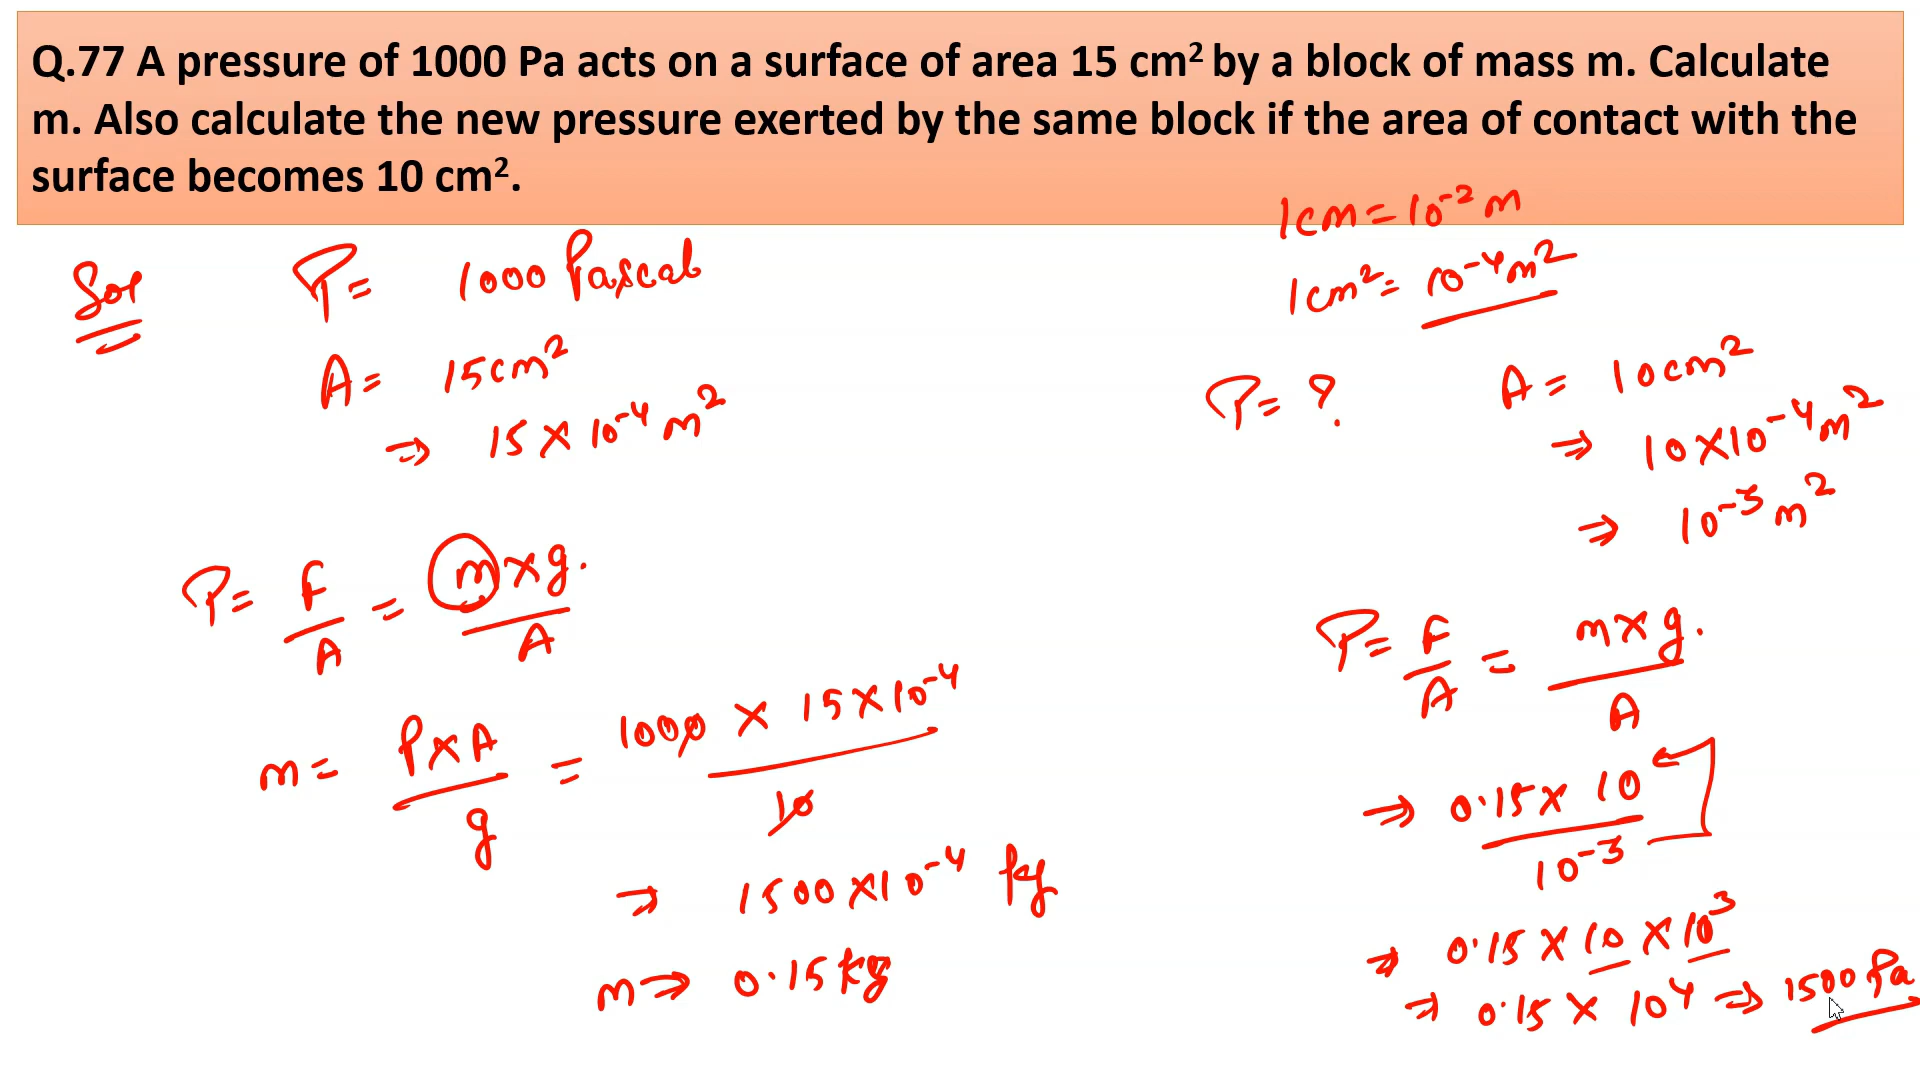 Q.77 A pressure of 1000 Pa acts on a surface of area 15 cm² by a block of mass m. Calculate
m. Also calculate the new pressure exerted by the same block if the area of contact with the
surface becomes 10 cm².
Sol
P = 1000 Pascal
A = 15cm²
⇒ 15 × 10⁻⁴ m²
P = F/A = m×g./A
m = P×A/g = 1000 × 15×10⁻⁴/10
⇒ 1500×10⁻⁴ kg
m → 0.15kg
1cm = 10⁻² m
1cm² = 10⁻⁴m²
P = ? A = 10cm²
⇒ 10×10⁻⁴m²
⇒ 10⁻³ m²
P = F/A = m×g./A
⇒ 0.15× 10/10⁻³
⇒ 0.15 × 10 × 10³
⇒ 0.15 × 10⁴ ⇒ 1500 Pa